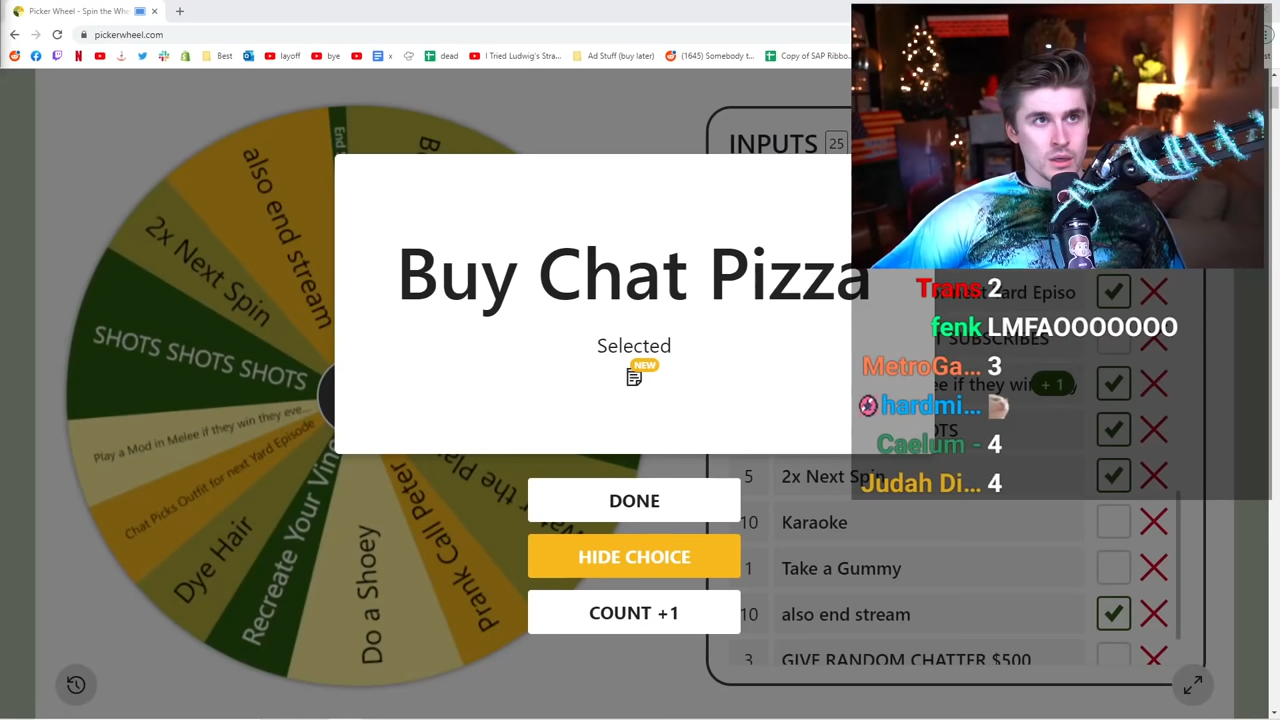 Picker Wheel - Spin the Whe
pickerwheel.com
Best
layoff
bye
x
dead
I Tried Ludwig's Stra...
Ad Stuff (buy later)
(1645) Somebody t
Copy of SAP Ribbo...
INPUTS 25
End s
also end stream
2x Next Spin
SHOTS SHOTS SHOTS
Play a Mod in Melee if they win they eve...
Chat Picks Outfit for next Yard Episode
Dye Hair
Recreate Your Vine
Do a Shoey
Prank Call Peter
Buy Chat Pizza
Selected
NEW
DONE
HIDE CHOICE
COUNT +1
+ 1
5 2x Next Spin
10 Karaoke
1 Take a Gummy
10 also end stream
3 GIVE RANDOM CHATTER $500
Trans 2
fenk LMFAOOOOOOO
MetroGa... 3
hardmi...
Caelum - 4
Judah Di... 4